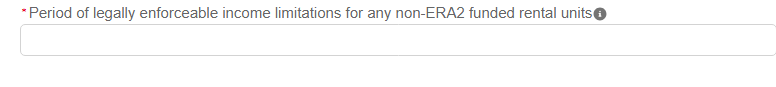 * Period of legally enforceable income limitations for any non-ERA2 funded rental units